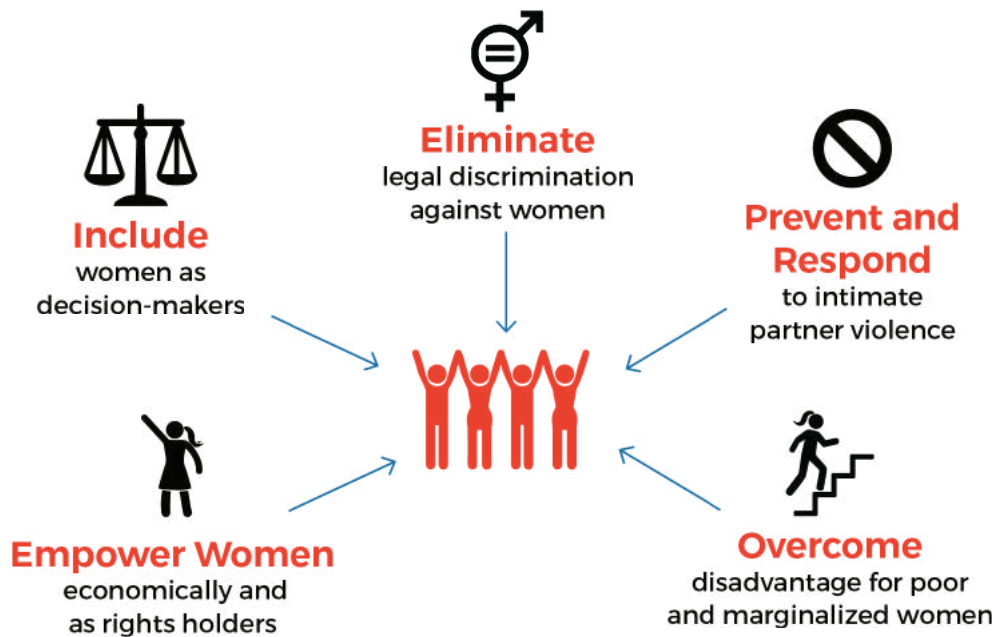 Eliminate
legal discrimination
against women
Include
women as
decision-makers
Prevent and
Respond
to intimate
partner violence
Empower Women
economically and
as rights holders
Overcome
disadvantage for poor
and marginalized women